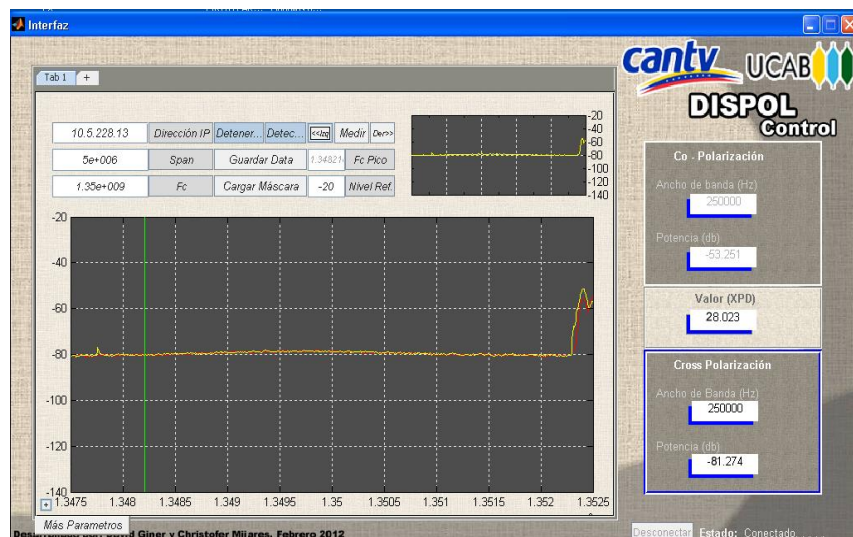 Interfaz
cantv UCAB
DISPOL
Control
Tab 1 +
10.5.228.13 Dirección IP Detener... Detec... <<Izq Medir Der>>
5e+006 Span Guardar Data 1.34821 Fc Pico
1.35e+009 Fc Cargar Máscara -20 Nivel Ref.
-20
-40
-60
-80
-100
-120
-140
-20
-40
-60
-80
-100
-120
-140
1.3475 1.348 1.3485 1.349 1.3495 1.35 1.3505 1.351 1.3515 1.352 1.3525
Más Parametros
Co - Polarización
Ancho de banda (Hz)
250000
Potencia (db)
-53.251
Valor (XPD)
28.023
Cross Polarización
Ancho de Banda (Hz)
250000
Potencia (db)
-81.274
Giner y Christofer Mijares. Febrero 2012
Desconectar Estado: Conectado